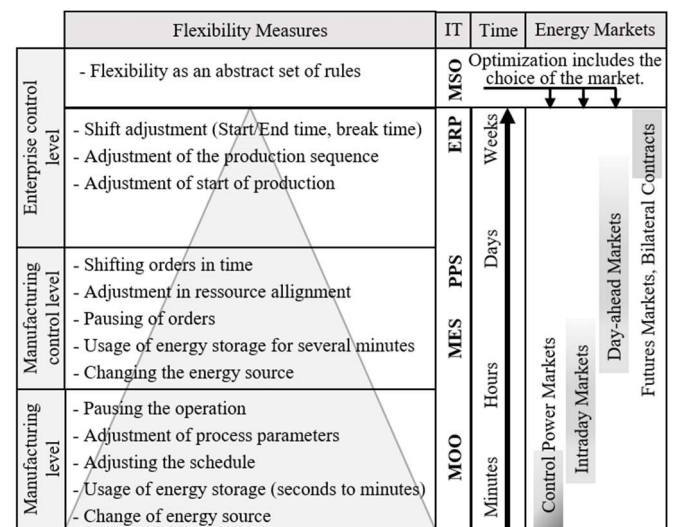 Flexibility Measures IT Time Energy Markets
Enterprise control
level
- Flexibility as an abstract set of rules
MSO
Optimization includes the
choice of the market.
- Shift adjustment (Start/End time, break time)
- Adjustment of the production sequence
- Adjustment of start of production
ERP
Weeks
Manufacturing
control level
- Shifting orders in time
- Adjustment in ressource allignment
- Pausing of orders
- Usage of energy storage for several minutes
- Changing the energy source
PPS
MES
Days
Hours
Manufacturing
level
- Pausing the operation
- Adjustment of process parameters
- Adjusting the schedule
- Usage of energy storage (seconds to minutes)
- Change of energy source
MOO
Minutes
Control Power Markets
Intraday Markets
Day-ahead Markets
Futures Markets, Bilateral Contracts